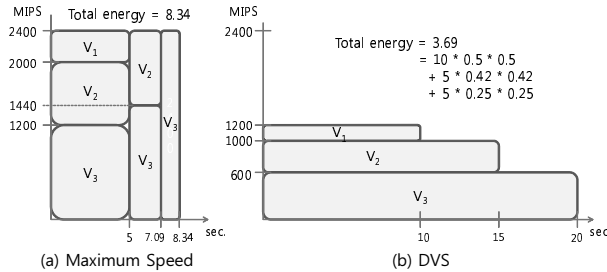 MIPS
Total energy = 8.34
2400
2000
1440
1200
V1
V2
V3
V2
V3
V3
5
7.09
8.34
sec.
(a) Maximum Speed
MIPS
2400
Total energy = 3.69
= 10 * 0.5 * 0.5
+ 5 * 0.42 * 0.42
+ 5 * 0.25 * 0.25
1200
1000
600
V1
V2
V3
10
15
20
sec.
(b) DVS